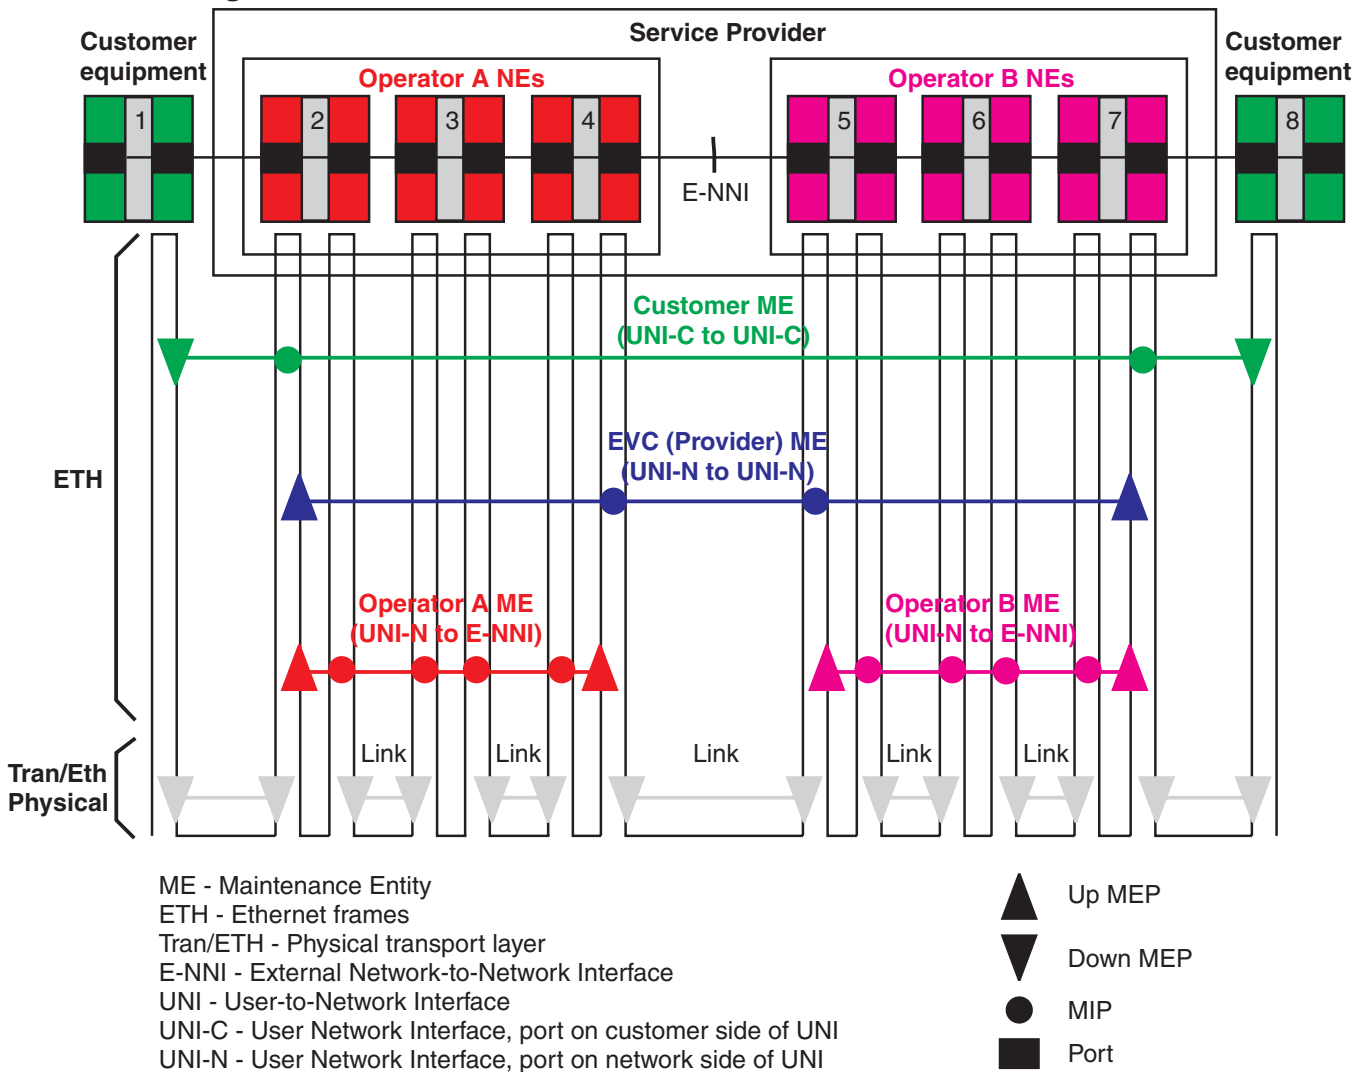 Service Provider
Customer
equipment
Customer
equipment
Operator A NEs
Operator B NEs
1
2
3
4
5
6
7
8
E-NNI
Customer ME
(UNI-C to UNI-C)
EVC (Provider) ME
(UNI-N to UNI-N)
ETH
Operator A ME
(UNI-N to E-NNI)
Operator B ME
(UNI-N to E-NNI)
Link
Link
Link
Link
Link
Tran/Eth
Physical
ME - Maintenance Entity
ETH - Ethernet frames
Tran/ETH - Physical transport layer
E-NNI - External Network-to-Network Interface
UNI - User-to-Network Interface
UNI-C - User Network Interface, port on customer side of UNI
UNI-N - User Network Interface, port on network side of UNI
Up MEP
Down MEP
MIP
Port